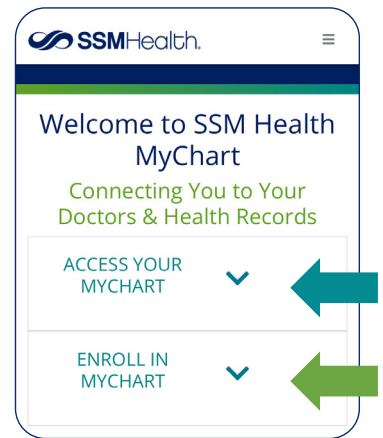 SSMHealth.
Welcome to SSM Health
MyChart
Connecting You to Your
Doctors & Health Records
ACCESS YOUR
MYCHART
ENROLL IN
MYCHART